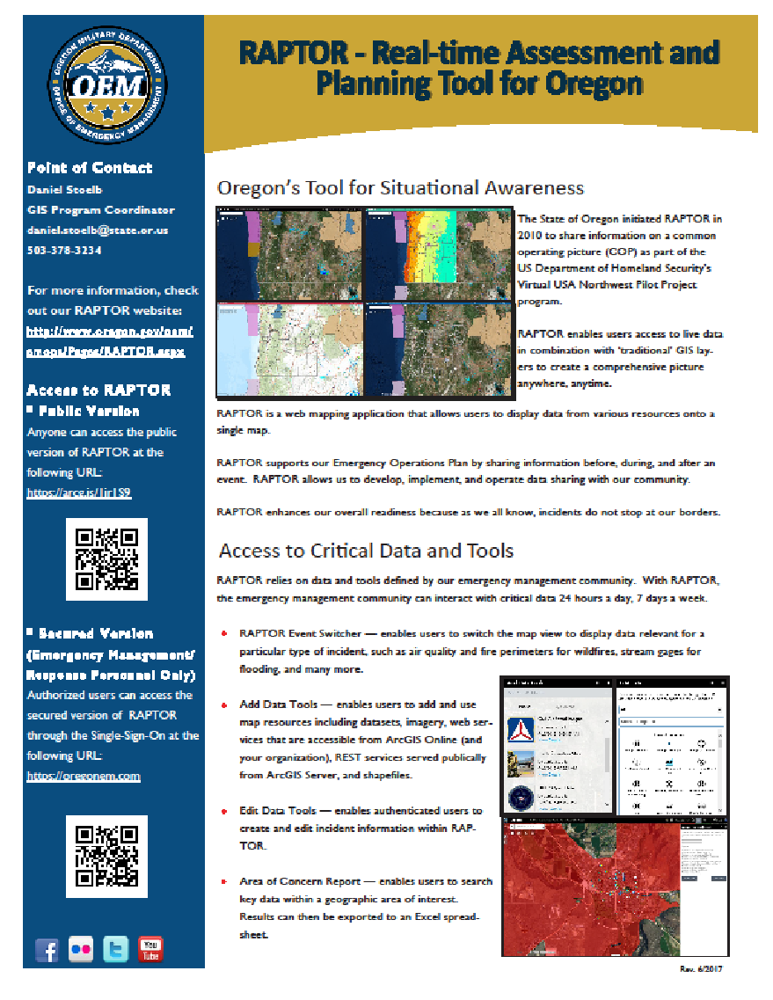 OREGON MILITARY DEPARTMENT
OEM
OFFICE OF EMERGENCY MANAGEMENT
RAPTOR - Real-time Assessment and
Planning Tool for Oregon
Point of Contact
Daniel Stoelb
GIS Program Coordinator
daniel.stoelb@state.or.us
503-378-3234
For more information, check
out our RAPTOR website:
http://www.oregon.gov/oem/
emops/Pages/RAPTOR.aspx
Access to RAPTOR
Public Version
Anyone can access the public
version of RAPTOR at the
following URL:
https://arcg.is/1ir1S9
Secured Version
(Emergency Management/
Response Personnel Only)
Authorized users can access the
secured version of RAPTOR
through the Single-Sign-On at the
following URL:
https://oregonem.com
You
Tube
Oregon's Tool for Situational Awareness
The State of Oregon initiated RAPTOR in
2010 to share information on a common
operating picture (COP) as part of the
US Department of Homeland Security's
Virtual USA Northwest Pilot Project
program.
RAPTOR enables users access to live data
in combination with 'traditional' GIS lay-
ers to create a comprehensive picture
anywhere, anytime.
RAPTOR is a web mapping application that allows users to display data from various resources onto a
single map.
RAPTOR supports our Emergency Operations Plan by sharing information before, during, and after an
event. RAPTOR allows us to develop, implement, and operate data sharing with our community.
RAPTOR enhances our overall readiness because as we all know, incidents do not stop at our borders.
Access to Critical Data and Tools
RAPTOR relies on data and tools defined by our emergency management community. With RAPTOR,
the emergency management community can interact with critical data 24 hours a day, 7 days a week.
• RAPTOR Event Switcher — enables users to switch the map view to display data relevant for a
particular type of incident, such as air quality and fire perimeters for wildfires, stream gages for
flooding, and many more.
• Add Data Tools — enables users to add and use
map resources including datasets, imagery, web ser-
vices that are accessible from ArcGIS Online (and
your organization), REST services served publically
from ArcGIS Server, and shapefiles.
• Edit Data Tools — enables authenticated users to
create and edit incident information within RAP-
TOR.
• Area of Concern Report — enables users to search
key data within a geographic area of interest.
Results can then be exported to an Excel spread-
sheet.
Rev. 6/2017